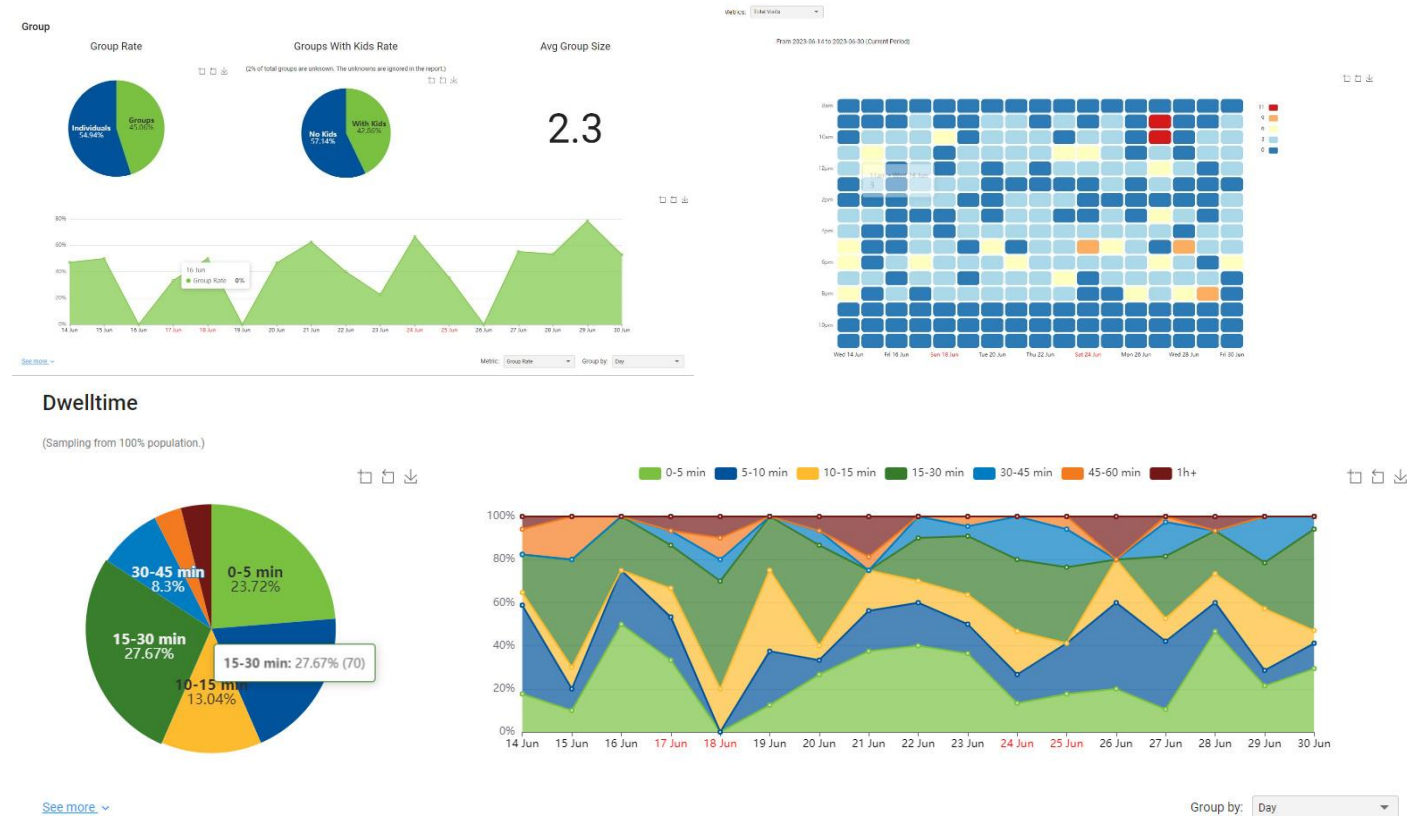 Group
Group Rate
Groups With Kids Rate
Avg Group Size
(2% of total groups are unknown. The unknowns are ignored in the report.)
Individuals
54.94%
Groups
45.06%
No Kids
57.14%
With Kids
42.86%
2.3
80%
60%
40%
20%
0%
16 Jun
Group Rate 0%
14 Jun 15 Jun 16 Jun 17 Jun 18 Jun 19 Jun 20 Jun 21 Jun 22 Jun 23 Jun 24 Jun 25 Jun 26 Jun 27 Jun 28 Jun 29 Jun 30 Jun
See more
Metric: Group Rate Group by: Day
Metrics: Total Visits
From 2023-06-14 to 2023-06-30 (Current Period)
8am
10am
12pm
2pm
6pm
8pm
10pm
11
9
6
3
0
3
Wed 14 Jun Fri 16 Jun Sun 18 Jun Tue 20 Jun Thu 22 Jun Sat 24 Jun Mon 26 Jun Wed 28 Jun Fri 30 Jun
Dwelltime
(Sampling from 100% population.)
0-5 min 5-10 min 10-15 min 15-30 min 30-45 min 45-60 min 1h+
30-45 min
8.3%
0-5 min
23.72%
15-30 min
27.67%
15-30 min: 27.67% (70)
10-15 min
13.04%
100%
80%
60%
40%
20%
0%
14 Jun 15 Jun 16 Jun 17 Jun 18 Jun 19 Jun 20 Jun 21 Jun 22 Jun 23 Jun 24 Jun 25 Jun 26 Jun 27 Jun 28 Jun 29 Jun 30 Jun
See more
Group by: Day